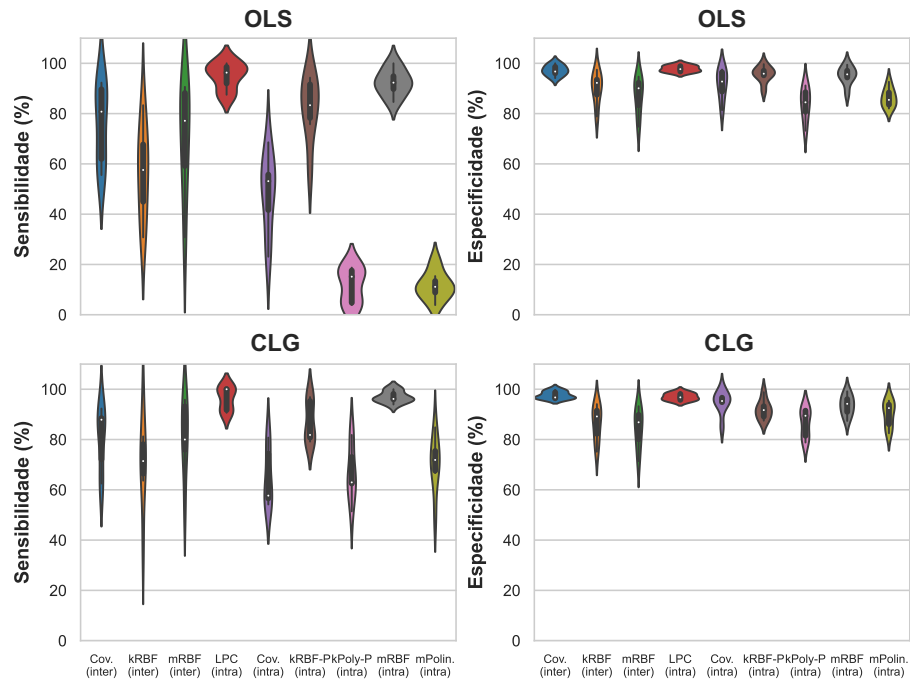 OLS
OLS
Sensibilidade (%)
100
80
60
40
20
0
Especificidade (%)
100
80
60
40
20
0
CLG
CLG
Sensibilidade (%)
100
80
60
40
20
0
Especificidade (%)
100
80
60
40
20
0
Cov. kRBF mRBF LPC Cov. kRBF-P kPoly-P mRBF mPolin.
(inter) (inter) (inter) (intra) (intra) (intra) (intra) (intra) (intra)
Cov. kRBF mRBF LPC Cov. kRBF-P kPoly-P mRBF mPolin.
(inter) (inter) (inter) (intra) (intra) (intra) (intra) (intra) (intra)